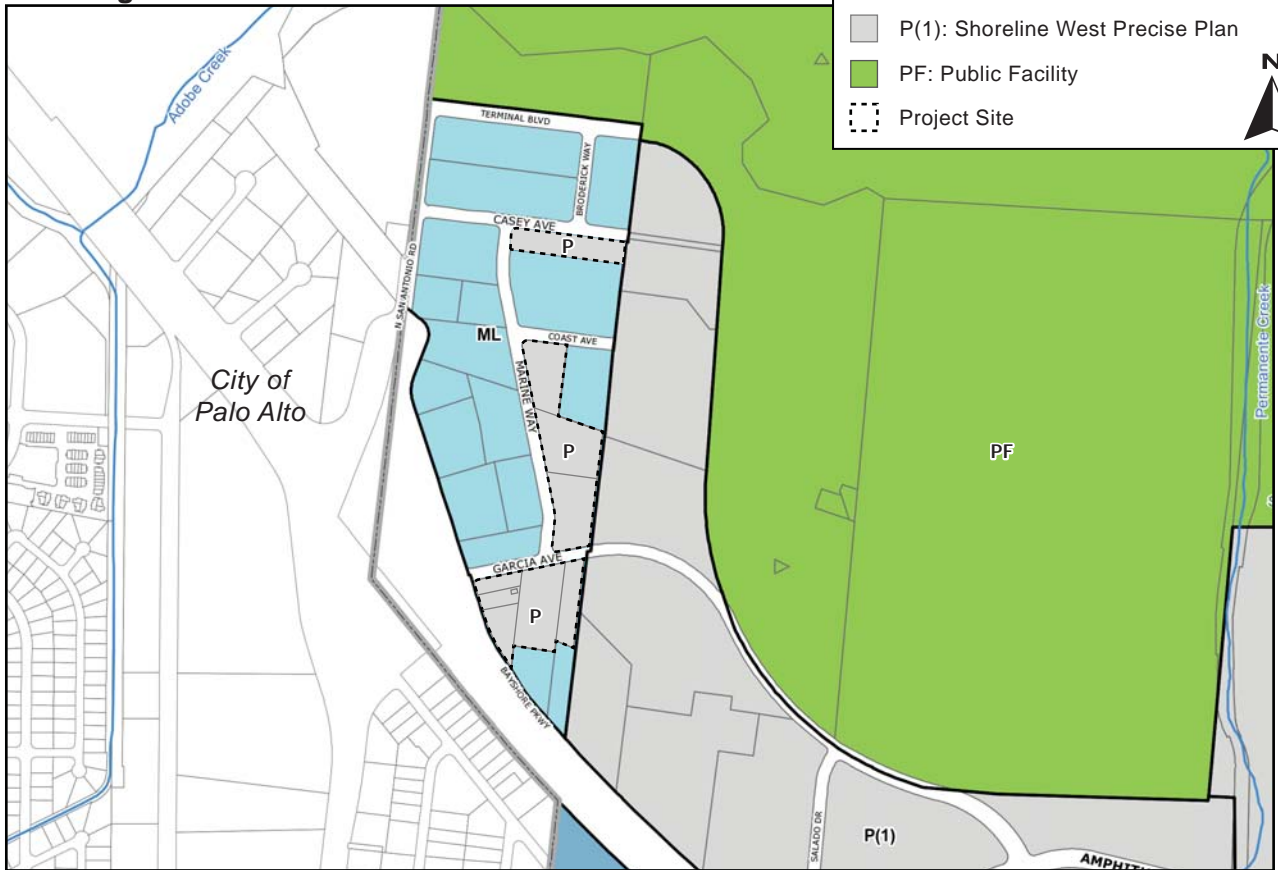 P(1): Shoreline West Precise Plan
PF: Public Facility
Project Site
N
Adobe Creek
TERMINAL BLVD
BRODERICK WAY
CASEY AVE
P
N SAN ANTONIO RD
ML
COAST AVE
MARINE WAY
City of
Palo Alto
P
PF
Permanente Creek
GARCIA AVE
P
BAYSHORE PKWY
SALADO DR
P(1)